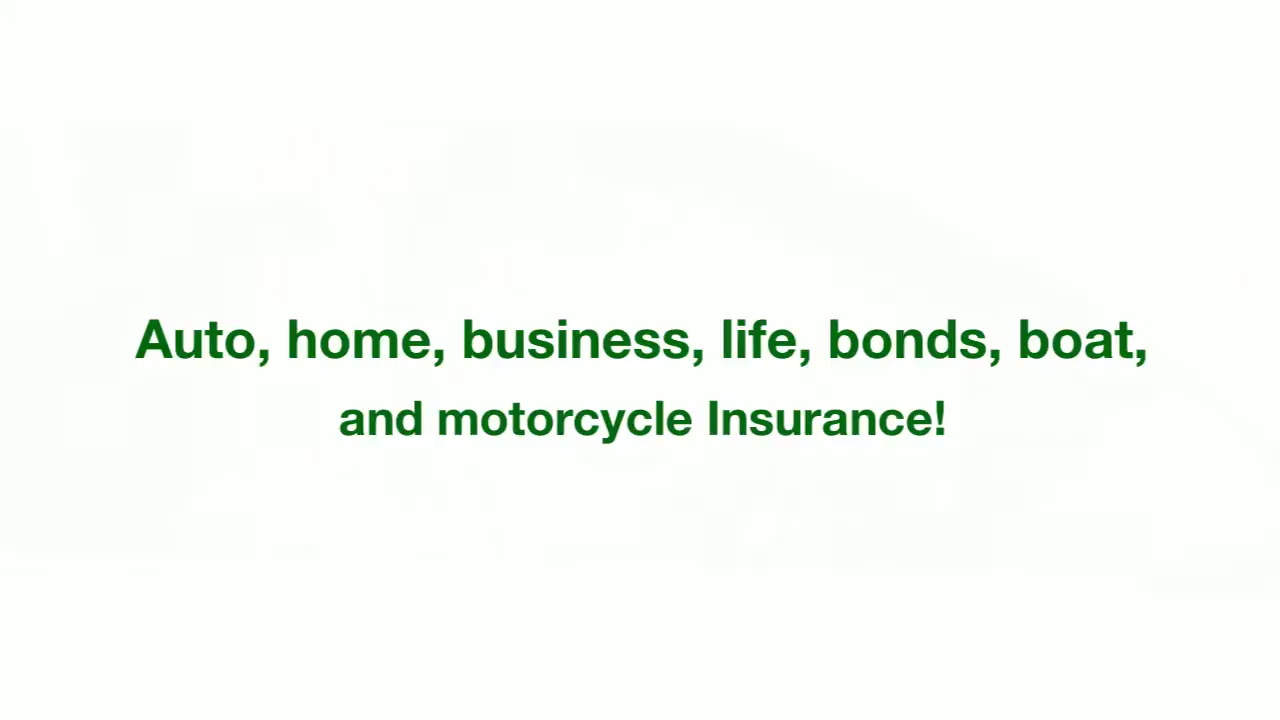 Auto, home, business, life, bonds, boat,
and motorcycle Insurance!